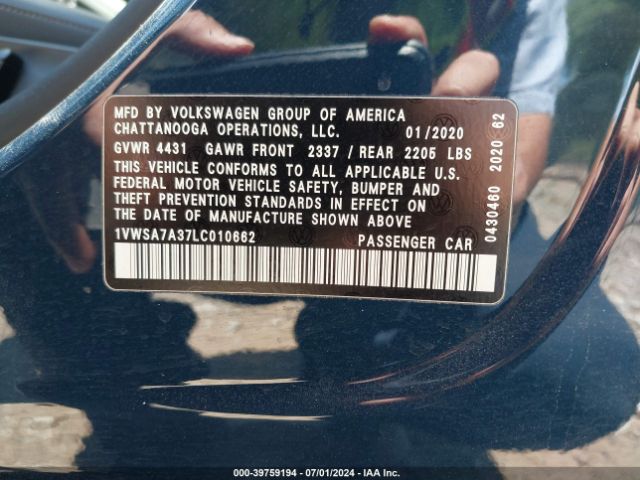 MFD BY VOLKSWAGEN GROUP OF AMERICA
CHATTANOOGA OPERATIONS, LLC. 01/2020
GVWR 4431 GAWR FRONT 2337 / REAR 2205 LBS
THIS VEHICLE CONFORMS TO ALL APPLICABLE U.S.
FEDERAL MOTOR VEHICLE SAFETY, BUMPER AND
THEFT PREVENTION STANDARDS IN EFFECT ON
THE DATE OF MANUFACTURE SHOWN ABOVE
1VWSA7A37LC010662 PASSENGER CAR
0430460 2020 62
000-39759194 - 07/01/2024 - IAA Inc.